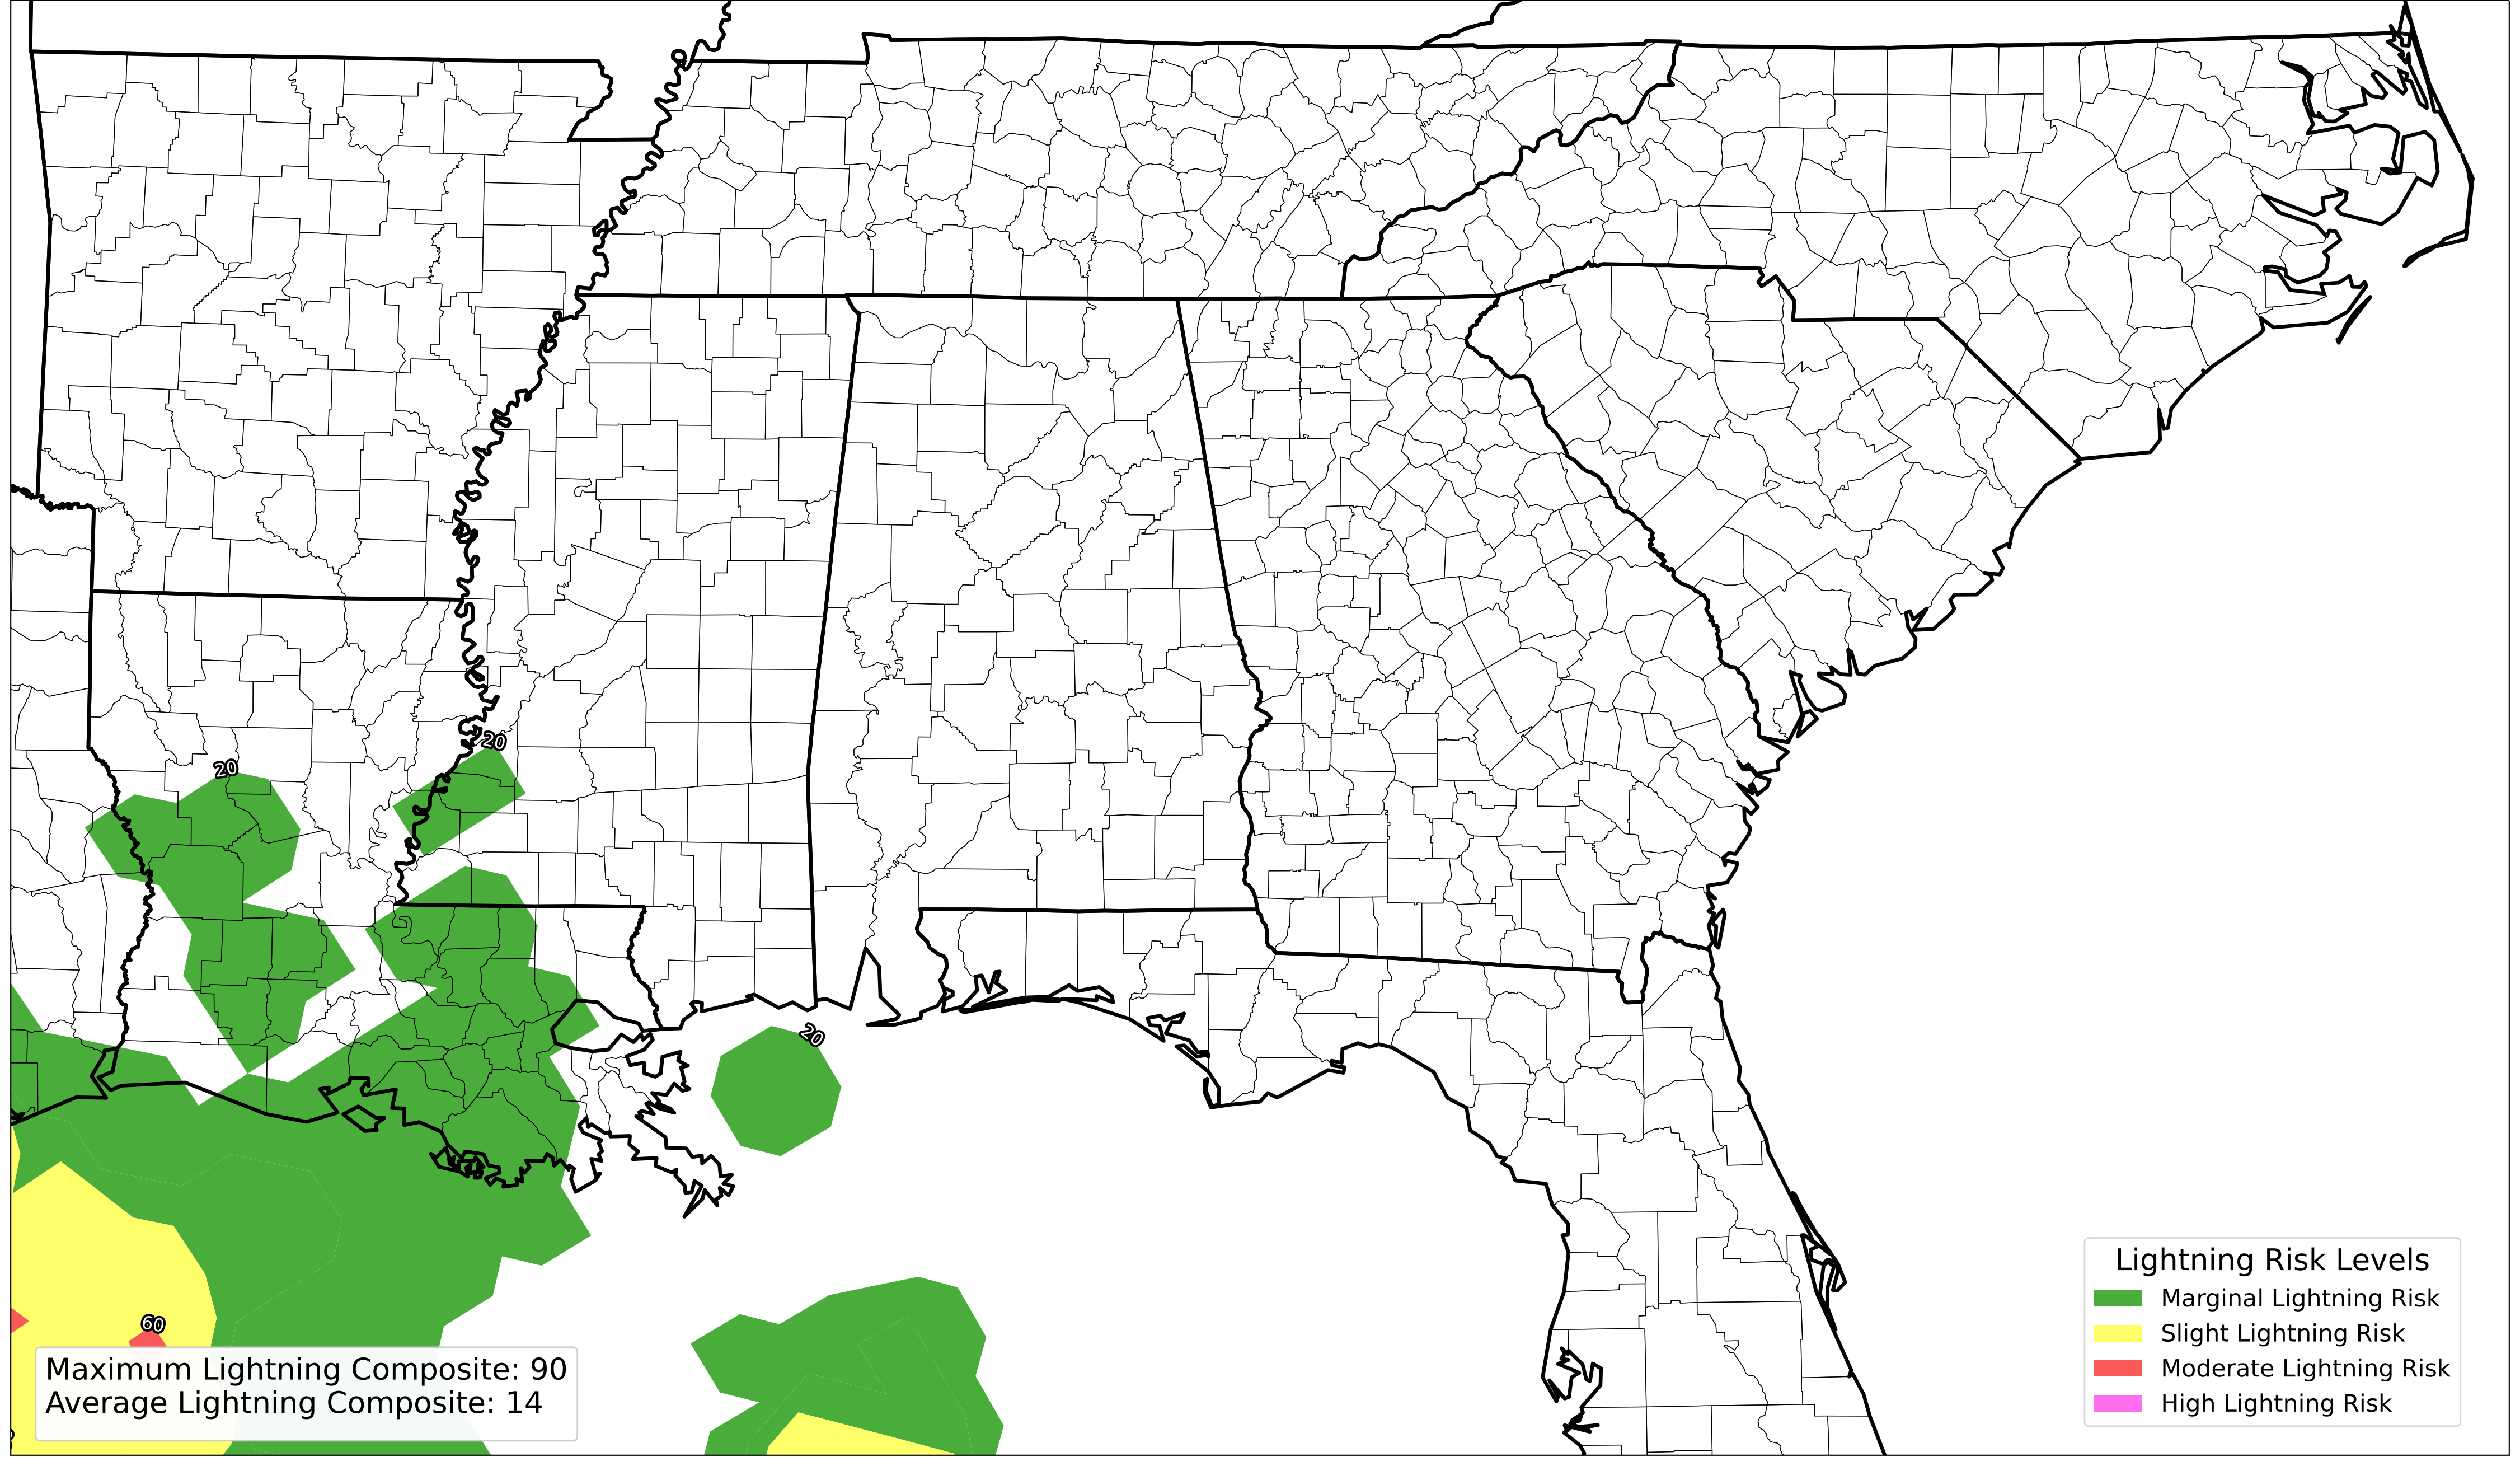 20
20
20
60
Maximum Lightning Composite: 90
Average Lightning Composite: 14
Lightning Risk Levels
Marginal Lightning Risk
Slight Lightning Risk
Moderate Lightning Risk
High Lightning Risk